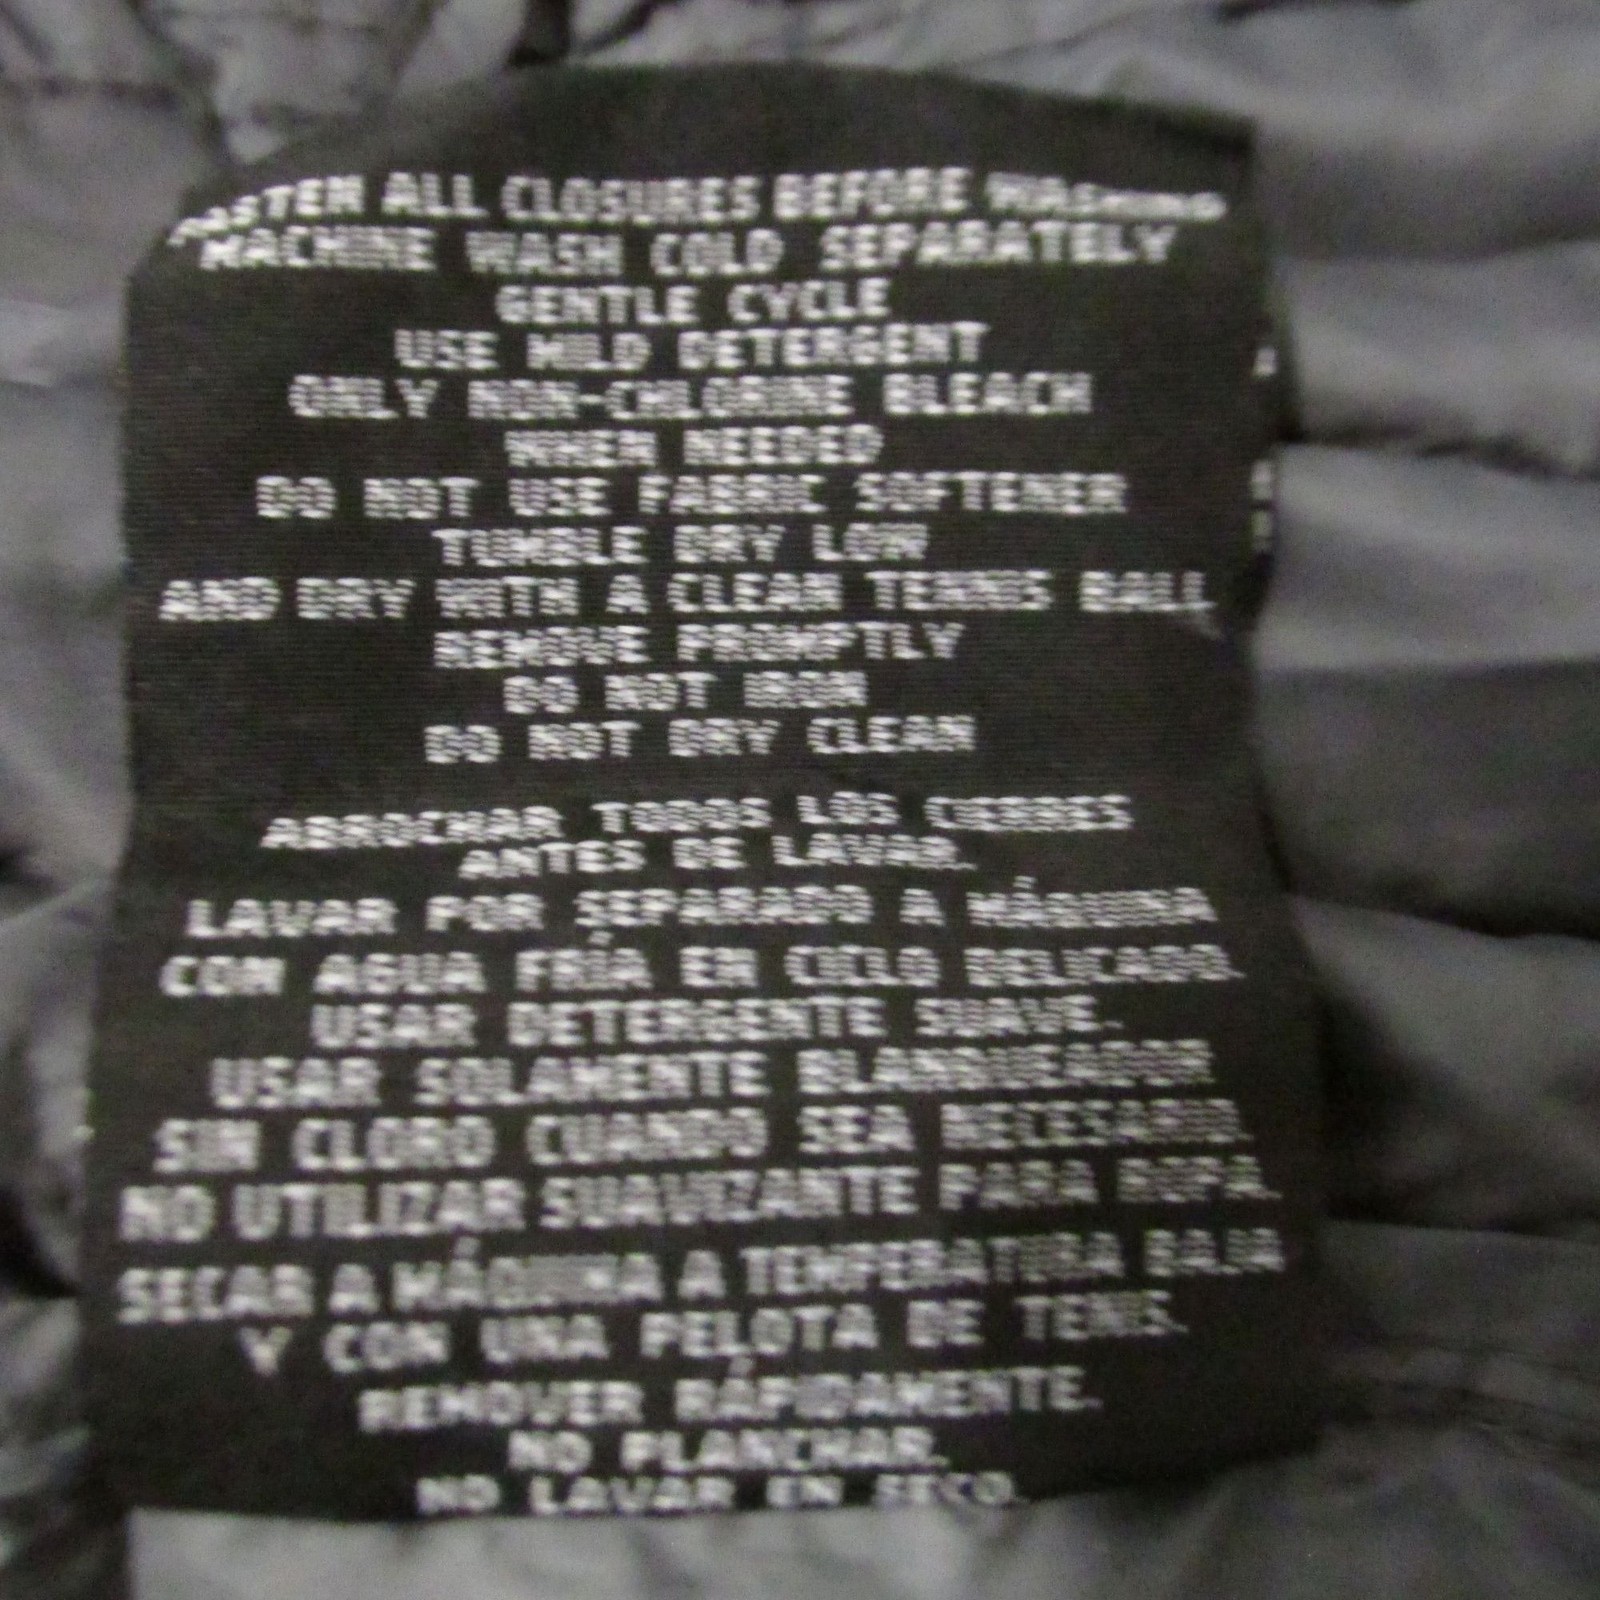 FASTEN ALL CLOSURES BEFORE WASHING
MACHINE WASH COLD SEPARATELY
GENTLE CYCLE
USE MILD DETERGENT
ONLY NON-CHLORINE BLEACH
WHEN NEEDED
DO NOT USE FABRIC SOFTENER
TUMBLE DRY LOW
AND DRY WITH A CLEAN TENNIS BALL
REMOVE PROMPTLY
DO NOT IRON
DO NOT DRY CLEAN
ABROCHAR TODOS LOS CIERRES
ANTES DE LAVAR.
LAVAR POR SEPARADO A MÁQUINA
CON AGUA FRÍA EN CICLO DELICADO.
USAR DETERGENTE SUAVE.
USAR SOLAMENTE BLANQUEADOR
SIN CLORO CUANDO SEA NECESARIO.
NO UTILIZAR SUAVIZANTE PARA ROPA.
SECAR A MÁQUINA A TEMPERATURA BAJA
Y CON UNA PELOTA DE TENIS.
REMOVER RÁPIDAMENTE.
NO PLANCHAR.
NO LAVAR EN SECO.